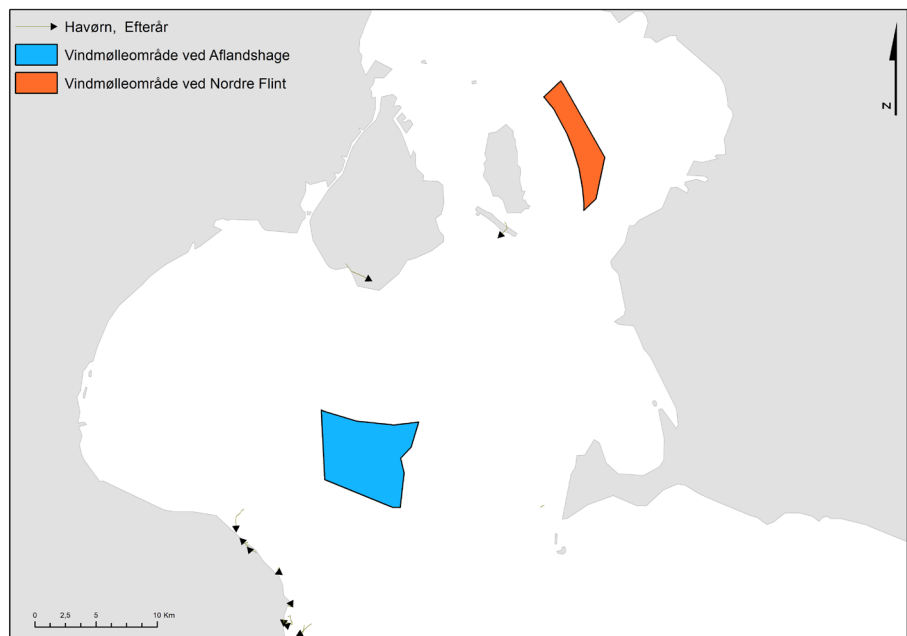 Havørn, Efterår
Vindmølleområde ved Aflandshage
Vindmølleområde ved Nordre Flint
N
0 2,5 5 10 Km